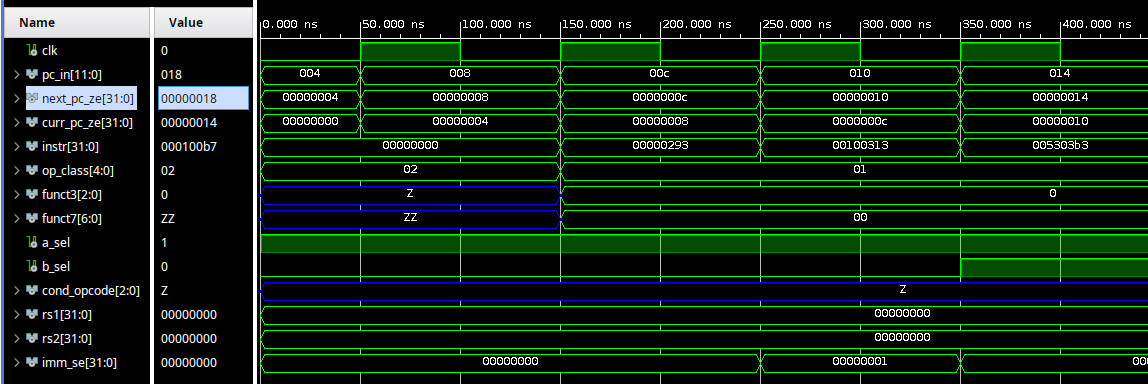 Name Value 0.000 ns 50.000 ns 100.000 ns 150.000 ns 200.000 ns 250.000 ns 300.000 ns 350.000 ns 400.000 ns
clk 0
pc_in[11:0] 018 004 008 00c 010 014
next_pc_ze[31:0] 00000018 00000004 00000008 0000000c 00000010 00000014
curr_pc_ze[31:0] 00000014 00000000 00000004 00000008 0000000c 00000010
instr[31:0] 000100b7 00000000 00000293 00100313 005303b3
op_class[4:0] 02 02 01
funct3[2:0] 0 Z 0
funct7[6:0] ZZ ZZ 00
a_sel 1
b_sel 0
cond_opcode[2:0] Z Z
rs1[31:0] 00000000 00000000
rs2[31:0] 00000000 00000000
imm_se[31:0] 00000000 00000000 00000001